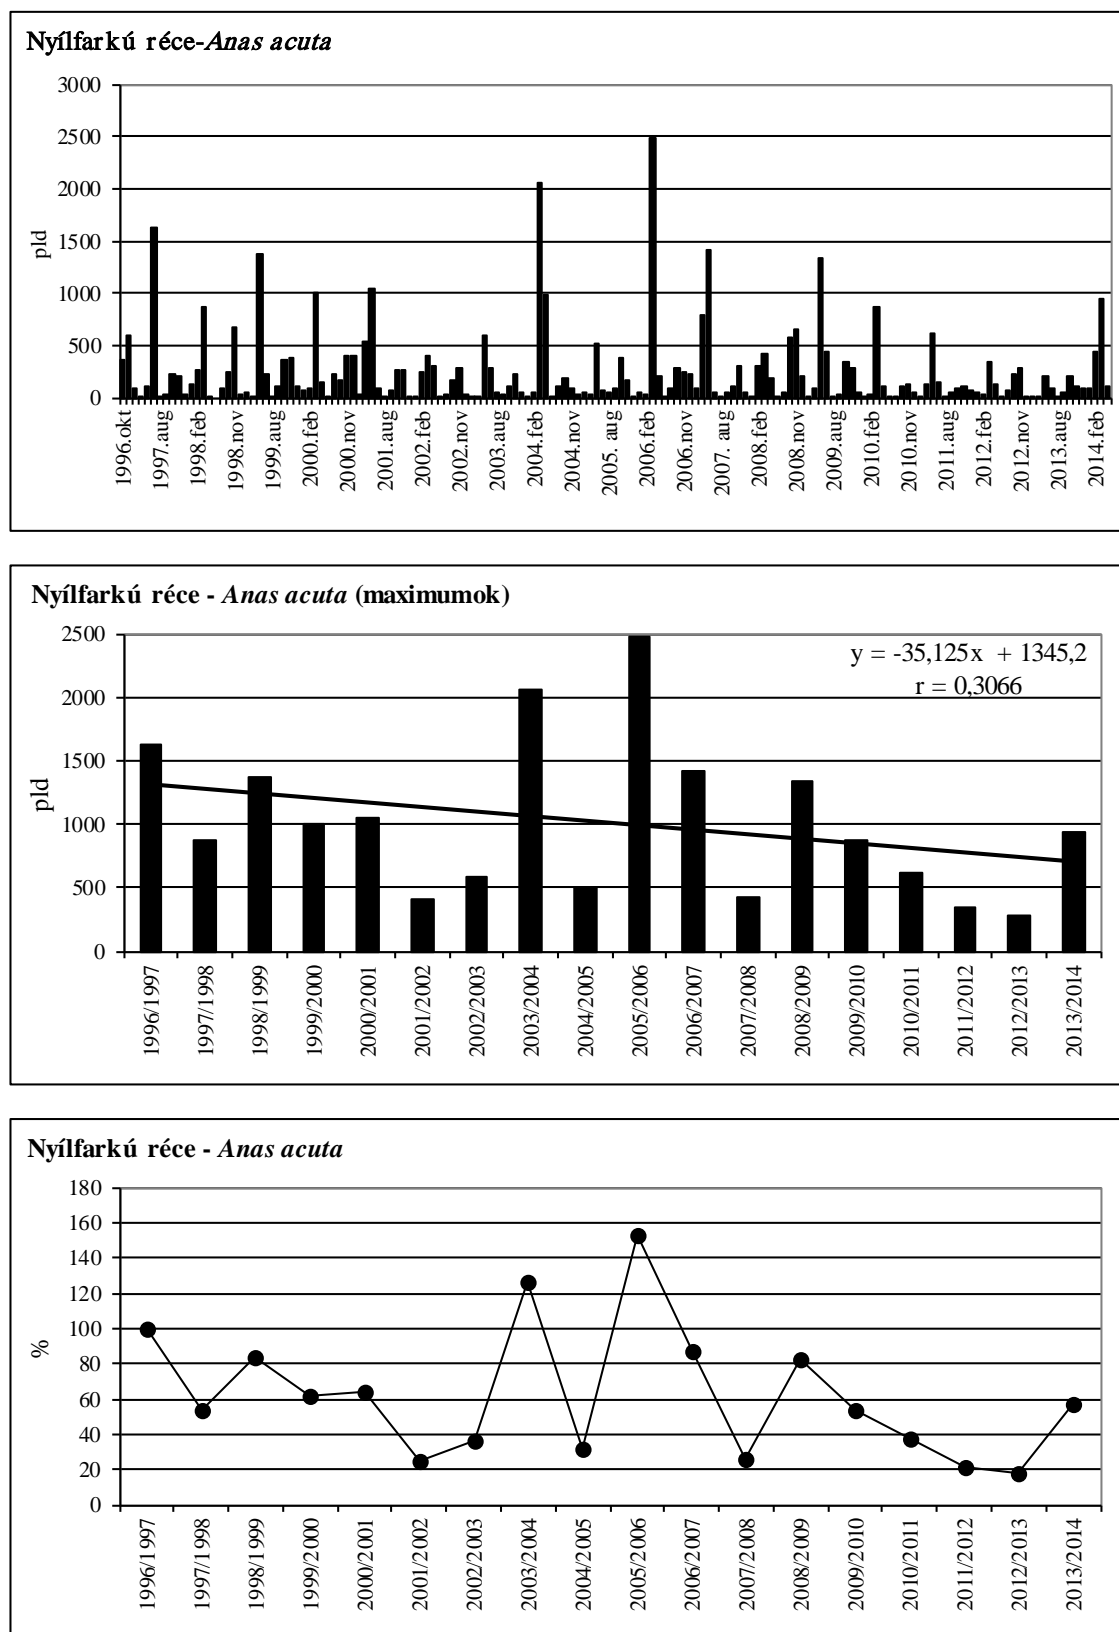 Nyílfarkú réce-Anas acuta
3000
2500
2000
1500
1000
500
0
pld
1996.okt
1997.aug
1998.feb
1998.nov
1999.aug
2000.feb
2000.nov
2001.aug
2002.feb
2002.nov
2003.aug
2004.feb
2004.nov
2005. aug
2006.feb
2006.nov
2007. aug
2008.feb
2008.nov
2009.aug
2010.feb
2010.nov
2011.aug
2012.feb
2012.nov
2013.aug
2014.feb
Nyílfarkú réce - Anas acuta (maximumok)
y = -35,125x + 1345,2
r = 0,3066
2500
2000
1500
1000
500
0
pld
1996/1997
1997/1998
1998/1999
1999/2000
2000/2001
2001/2002
2002/2003
2003/2004
2004/2005
2005/2006
2006/2007
2007/2008
2008/2009
2009/2010
2010/2011
2011/2012
2012/2013
2013/2014
Nyílfarkú réce - Anas acuta
180
160
140
120
100
80
60
40
20
0
%
1996/1997
1997/1998
1998/1999
1999/2000
2000/2001
2001/2002
2002/2003
2003/2004
2004/2005
2005/2006
2006/2007
2007/2008
2008/2009
2009/2010
2010/2011
2011/2012
2012/2013
2013/2014